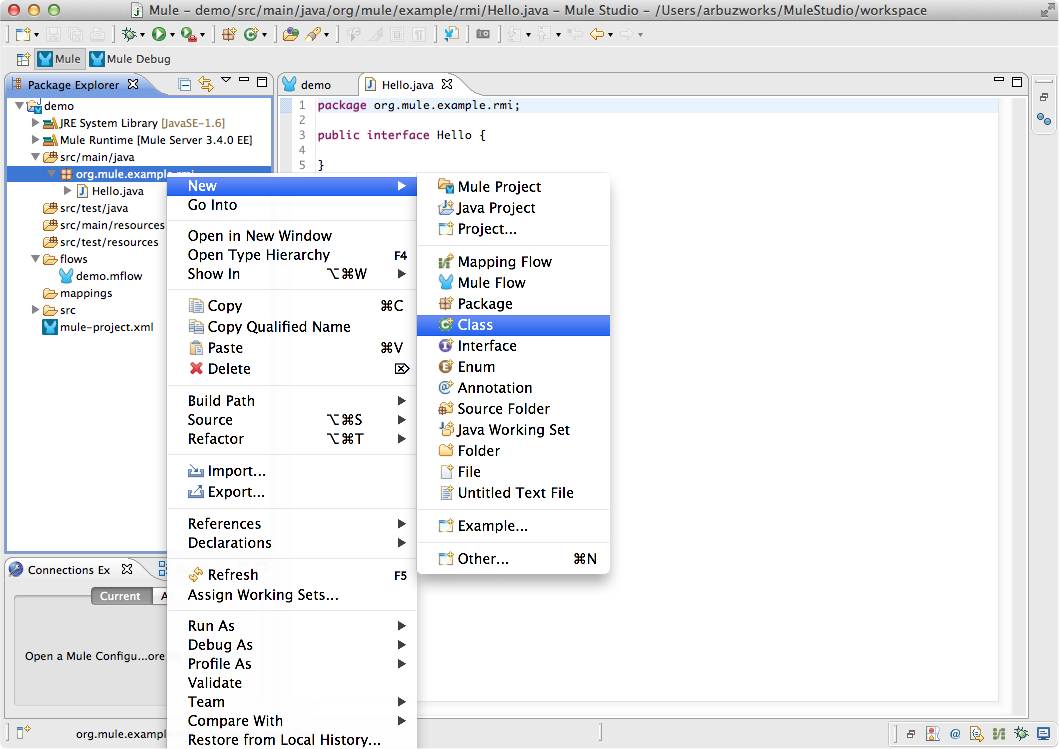 Mule - demo/src/main/java/org/mule/example/rmi/Hello.java - Mule Studio - /Users/arbuzworks/MuleStudio/workspace
Mule Mule Debug
Package Explorer
demo
JRE System Library [JavaSE-1.6]
Mule Runtime [Mule Server 3.4.0 EE]
src/main/java
org.mule.example.rmi
Hello.java
src/test/java
src/main/resources
src/test/resources
flows
demo.mflow
mappings
src
mule-project.xml
demo Hello.java
1 package org.mule.example.rmi;
2
3 public interface Hello {
4
5 }
New
Go Into
Open in New Window
Open Type Hierarchy F4
Show In ⌥⌘W
Copy ⌘C
Copy Qualified Name
Paste ⌘V
Delete ⌦
Build Path
Source ⌥⌘S
Refactor ⌥⌘T
Import...
Export...
References
Declarations
Refresh F5
Assign Working Sets...
Run As
Debug As
Profile As
Validate
Team
Compare With
Restore from Local History...
Mule Project
Java Project
Project...
Mapping Flow
Mule Flow
Package
Class
Interface
Enum
Annotation
Source Folder
Java Working Set
Folder
File
Untitled Text File
Example...
Other... ⌘N
Connections Ex
Current A
Open a Mule Configu...ore
org.mule.exampl